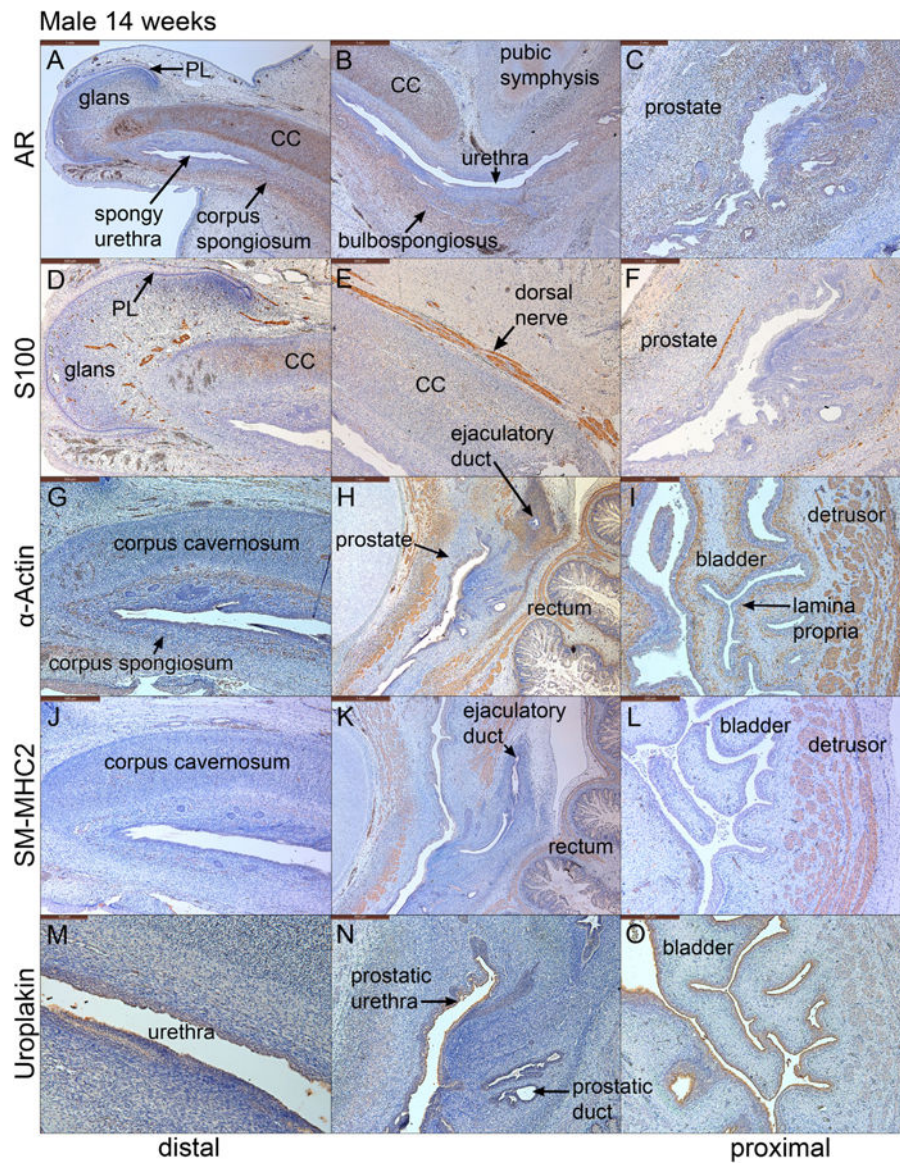 Male 14 weeks
AR
A
PL
glans
CC
spongy
urethra
corpus
spongiosum
B
CC
pubic
symphysis
urethra
bulbospongiosus
C
prostate
S100
D
PL
glans
CC
E
dorsal
nerve
CC
ejaculatory
duct
F
prostate
α-Actin
G
corpus cavernosum
corpus spongiosum
H
prostate
rectum
I
detrusor
bladder
lamina
propria
SM-MHC2
J
corpus cavernosum
K
ejaculatory
duct
rectum
L
bladder
detrusor
Uroplakin
M
urethra
N
prostatic
urethra
prostatic
duct
O
bladder
distal
proximal